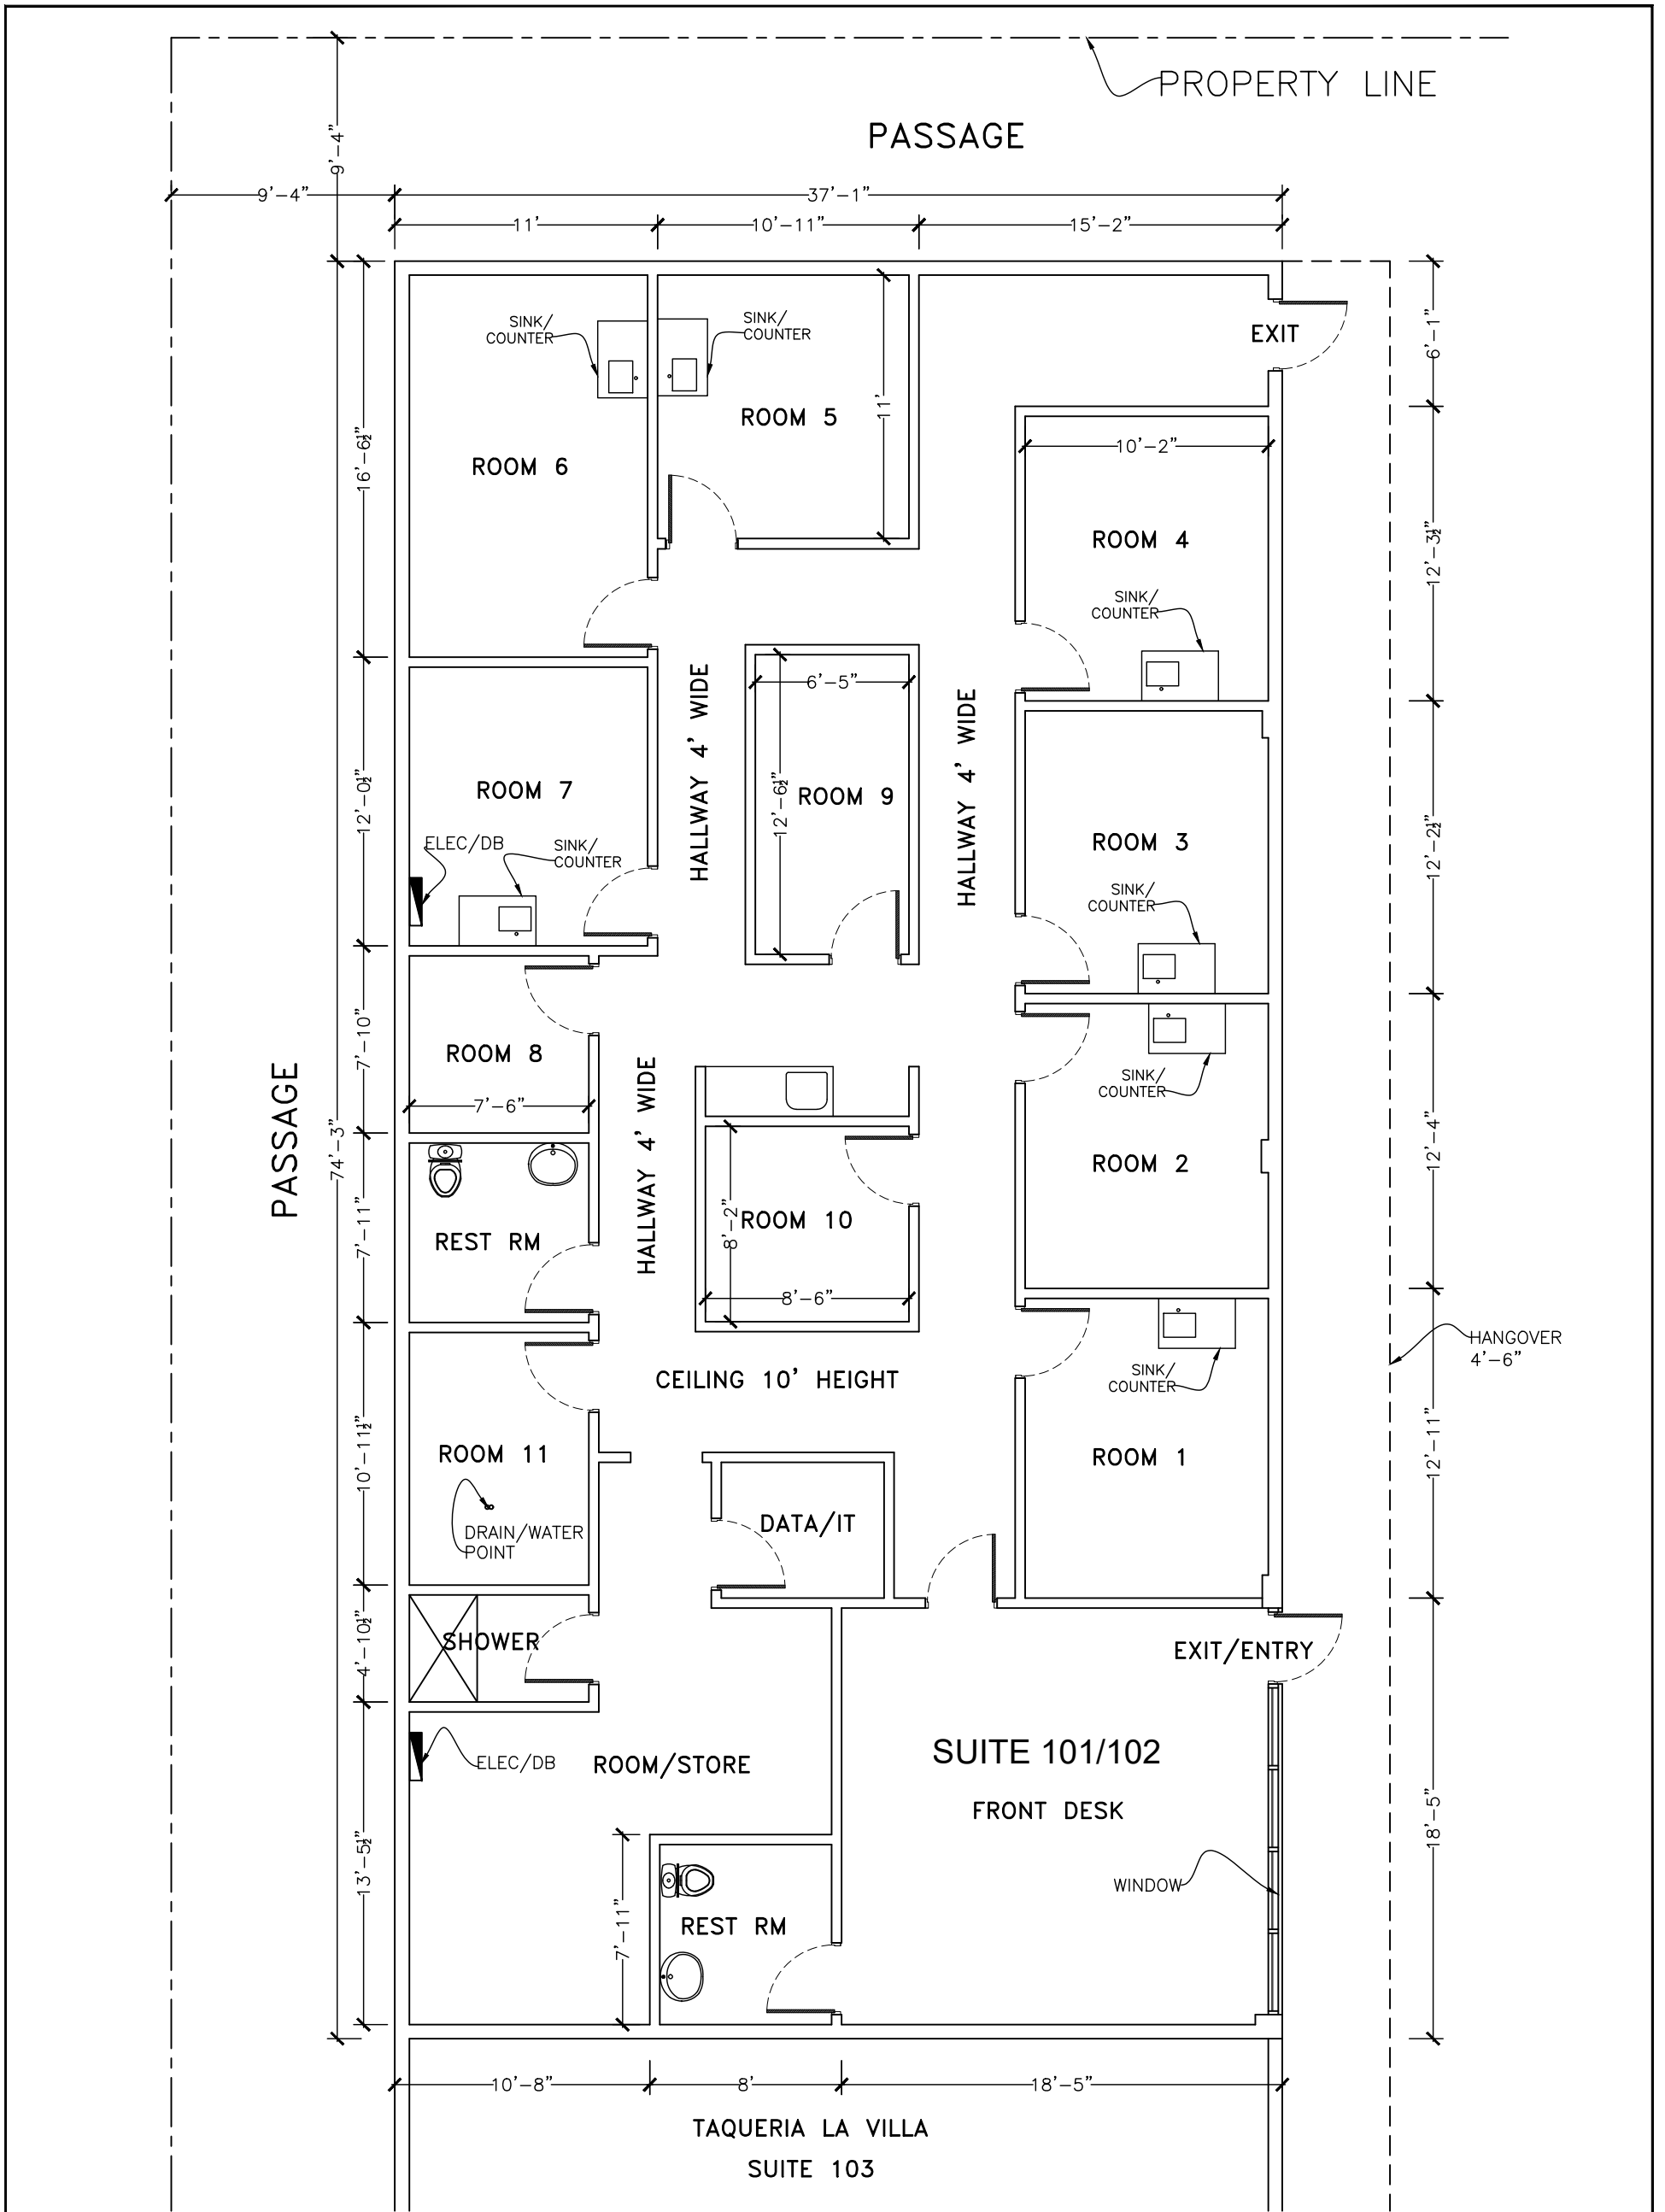 PROPERTY LINE
PASSAGE
9'-4"
9'-4"
37'-1"
11'
10'-11"
15'-2"
SINK/
COUNTER
SINK/
COUNTER
EXIT
6'-1"
ROOM 5
11'
ROOM 6
16'-6½"
10'-2"
ROOM 4
12'-3½"
SINK/
COUNTER
HALLWAY 4' WIDE
6'-5"
HALLWAY 4' WIDE
ROOM 7
12'-0½"
12'-6½"
ROOM 9
ROOM 3
12'-2½"
ELEC/DB
SINK/
COUNTER
SINK/
COUNTER
PASSAGE
74'-3"
7'-10"
ROOM 8
7'-6"
HALLWAY 4' WIDE
SINK/
COUNTER
12'-4"
ROOM 2
7'-11"
REST RM
8'-2"
ROOM 10
8'-6"
HANGOVER
4'-6"
CEILING 10' HEIGHT
SINK/
COUNTER
10'-11½"
ROOM 11
ROOM 1
12'-11"
DRAIN/WATER
POINT
DATA/IT
4'-10½"
SHOWER
EXIT/ENTRY
ELEC/DB
ROOM/STORE
SUITE 101/102
FRONT DESK
18'-5"
13'-5½"
WINDOW
7'-11"
REST RM
10'-8"
8'
18'-5"
TAQUERIA LA VILLA
SUITE 103